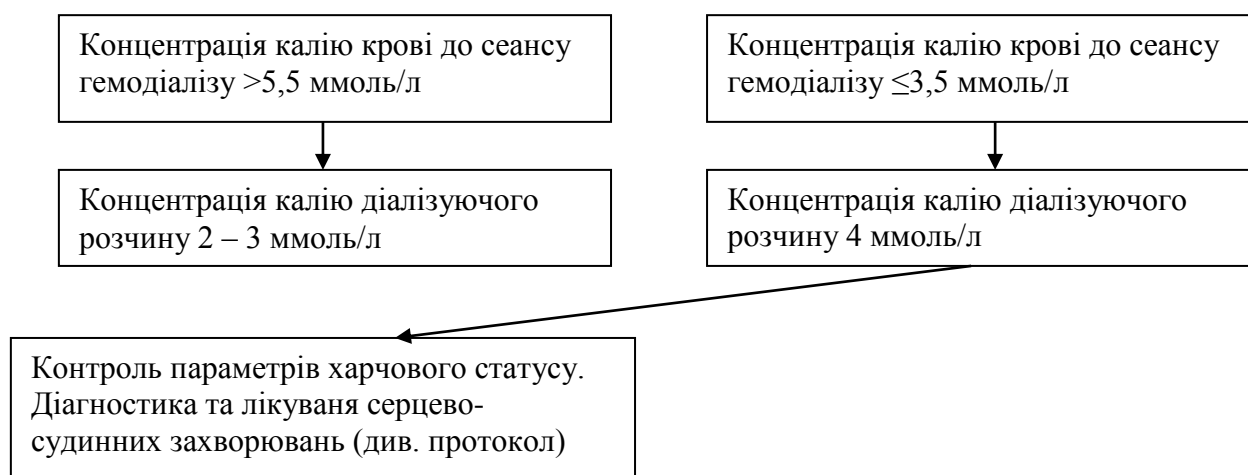 Концентрація калію крові до сеансу
гемодіалізу >5,5 ммоль/л
Концентрація калію крові до сеансу
гемодіалізу ≤3,5 ммоль/л
Концентрація калію діалізуючого
розчину 2 – 3 ммоль/л
Концентрація калію діалізуючого
розчину 4 ммоль/л
Контроль параметрів харчового статусу.
Діагностика та лікуваня серцево-
судинних захворювань (див. протокол)